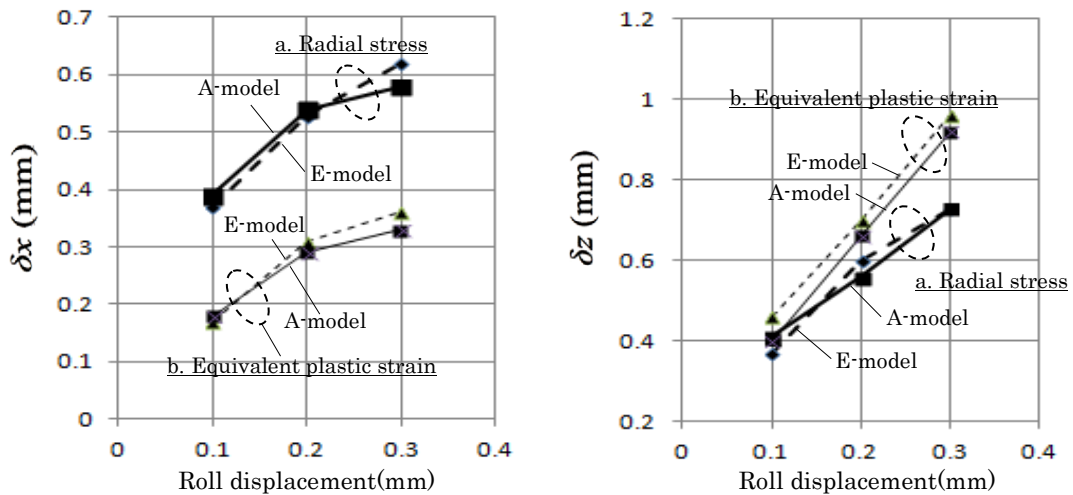 0.7
0.6
0.5
0.4
0.3
0.2
0.1
0
δx (mm)
a. Radial stress
A-model
E-model
E-model
A-model
b. Equivalent plastic strain
0 0.1 0.2 0.3 0.4
Roll displacement(mm)
1.2
1
0.8
0.6
0.4
0.2
δz (mm)
b. Equivalent plastic strain
E-model
A-model
a. Radial stress
A-model
E-model
0 0.1 0.2 0.3 0.4
Roll displacement(mm)